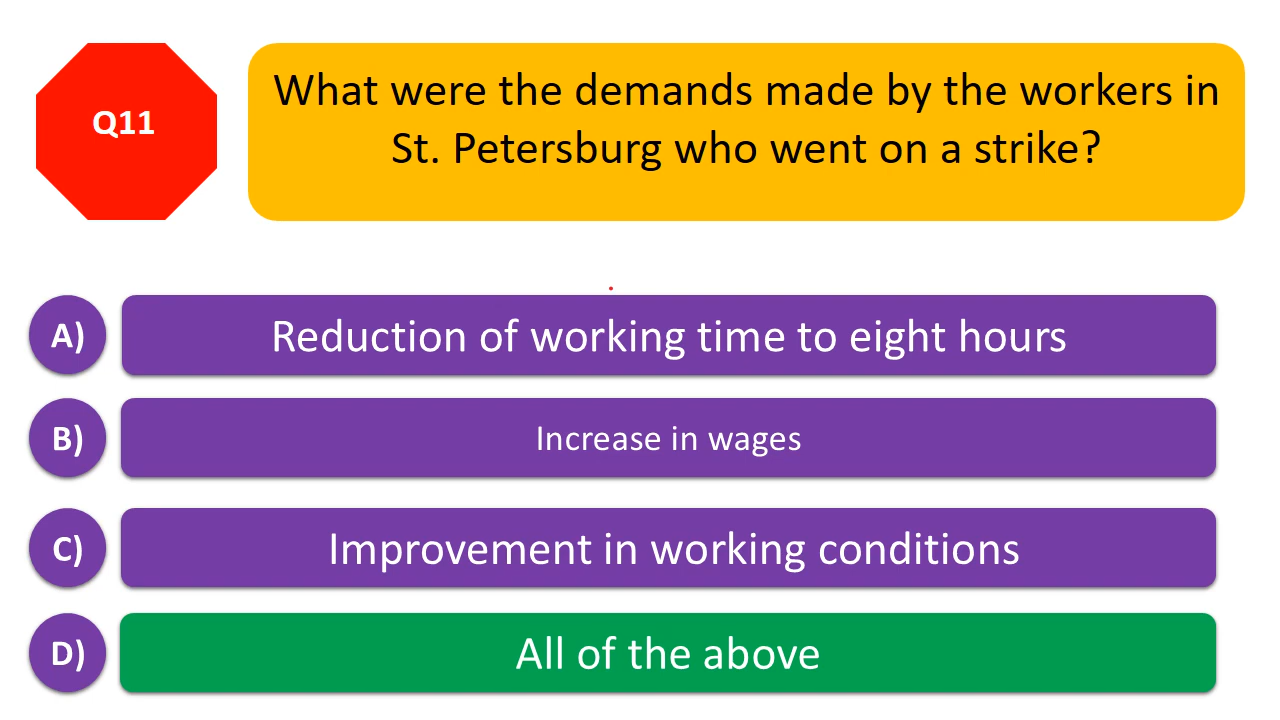 Q11
What were the demands made by the workers in
St. Petersburg who went on a strike?
A) Reduction of working time to eight hours
B) Increase in wages
C) Improvement in working conditions
D) All of the above